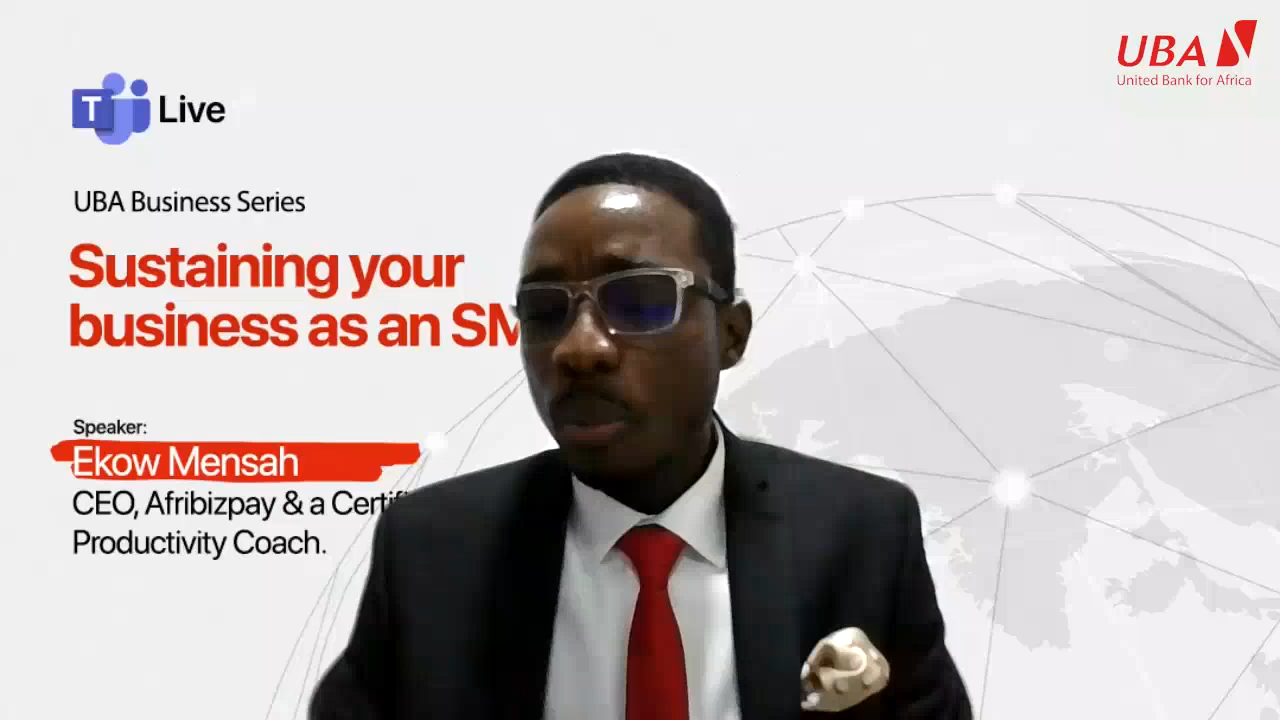 UBA
United Bank for Africa
T
Live
UBA Business Series
Sustaining your
business as an SM
Speaker:
Ekow Mensah
CEO, Afribizpay & a Certifi
Productivity Coach.